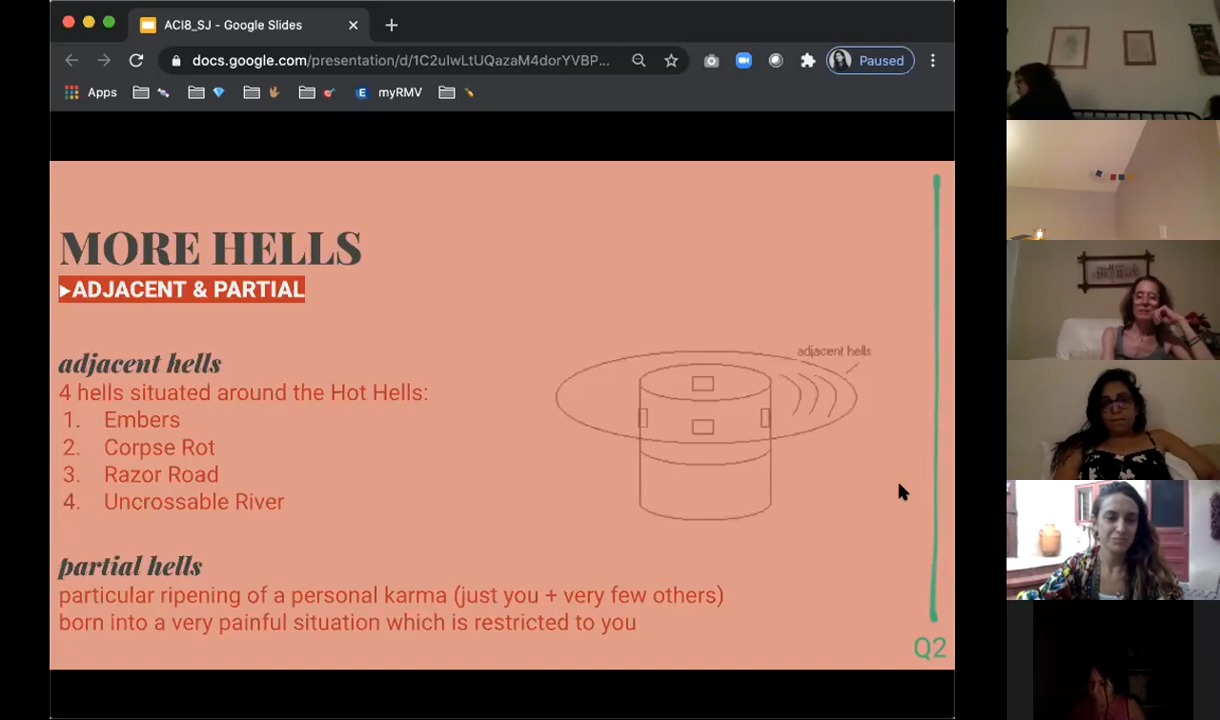 ACI8_SJ - Google Slides
docs.google.com/presentation/d/1C2ulwLtUQazaM4dorYVBP...
Paused
Apps
myRMV
MORE HELLS
▸ADJACENT & PARTIAL
adjacent hells
4 hells situated around the Hot Hells:
1. Embers
2. Corpse Rot
3. Razor Road
4. Uncrossable River
adjacent hells
partial hells
particular ripening of a personal karma (just you + very few others)
born into a very painful situation which is restricted to you
Q2